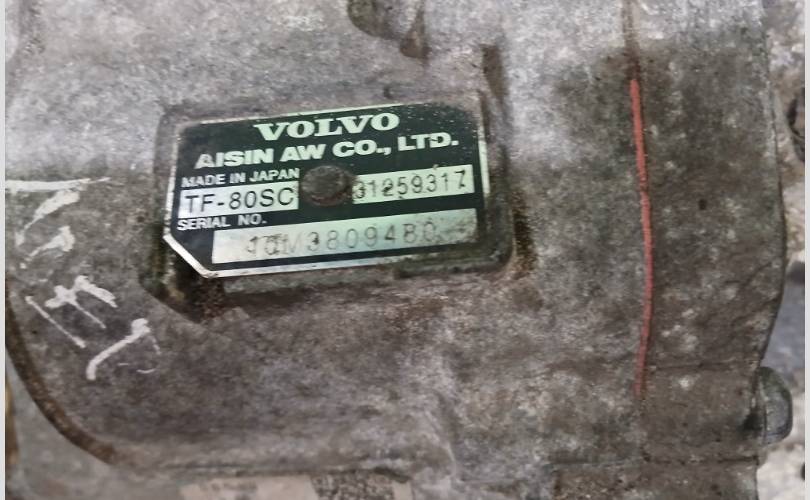 VOLVO
AISIN AW CO., LTD.
MADE IN JAPAN
TF-80SC 31259317
SERIAL NO.